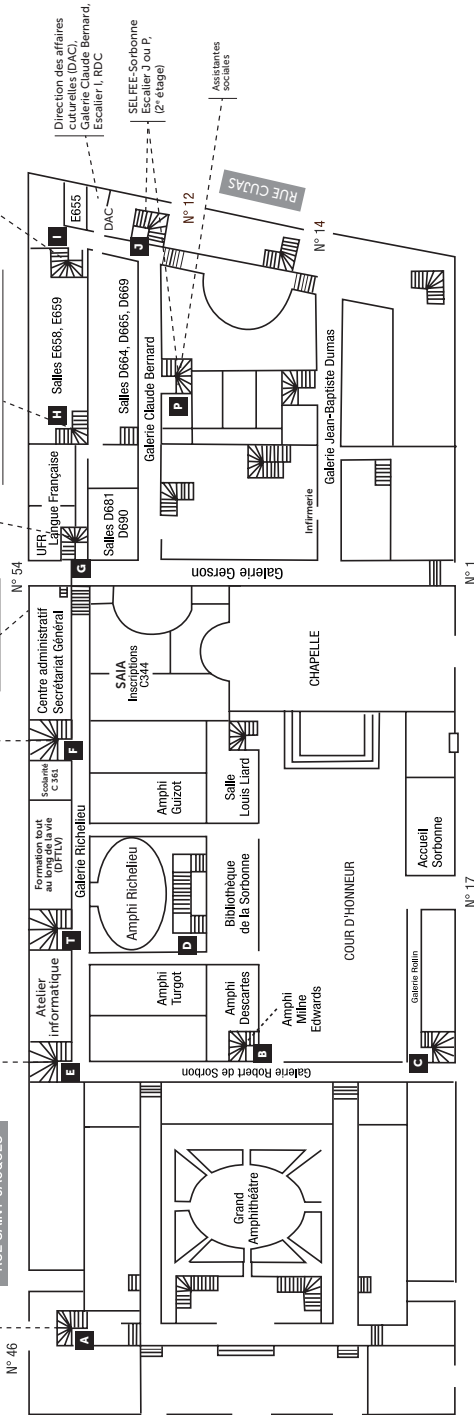 N° 46
RUE SAINT-JACQUES
N° 54
A
E
Atelier
informatique
T
Formation tout
au long de la vie
(DFTLV)
Scolarité
C 361
F
Centre administratif
Secrétariat Général
G
UFR
Langue Française
H
Salles E658, E659
I
E655
DAC
J
Direction des affaires
cuturelles (DAC),
Galerie Claude Bernard,
Escalier I, RDC
SELFEE-Sorbonne
Escalier J ou P,
(2e étage)
Assistantes
sociales
Galerie Richelieu
Salles D681
D690
Salles D664, D665, D669
Galerie Claude Bernard
N° 12
RUE CUJAS
N° 14
P
Amphi
Turgot
Amphi Richelieu
D
Amphi
Guizot
SAIA
Inscriptions
C344
Amphi
Descartes
B
Amphi
Milne
Edwards
Bibliothèque
de la Sorbonne
Salle
Louis Liard
Galerie Robert de Sorbon
Grand
Amphithéâtre
COUR D'HONNEUR
CHAPELLE
Galerie Gerson
Infirmerie
Galerie Jean-Baptiste Dumas
C
Galerie Rollin
Accueil
Sorbonne
N° 17
N° 1